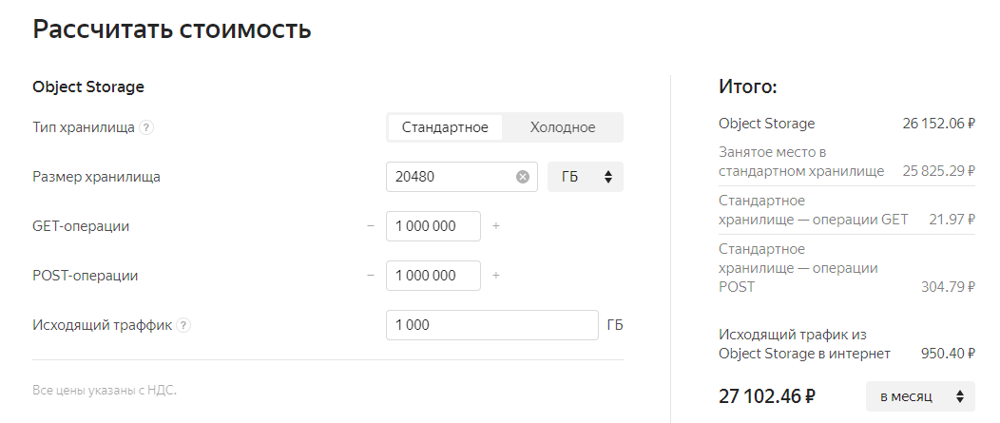 Рассчитать стоимость
Object Storage
Тип хранилища ?
Стандартное Холодное
Размер хранилища
20480 ГБ
GET-операции
− 1 000 000 +
POST-операции
− 1 000 000 +
Исходящий траффик ?
1 000 ГБ
Все цены указаны с НДС.
Итого:
Object Storage 26 152.06 ₽
Занятое место в
стандартном хранилище 25 825.29 ₽
Стандартное
хранилище — операции GET 21.97 ₽
Стандартное
хранилище — операции
POST 304.79 ₽
Исходящий трафик из
Object Storage в интернет 950.40 ₽
27 102.46 ₽ в месяц